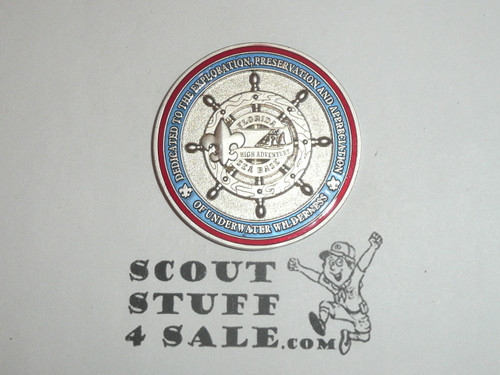 DEDICATED TO THE EXPLORATION, PRESERVATION AND APPRECIATION
OF UNDERWATER WILDERNESS
FLORIDA
HIGH ADVENTURE
SEA BASE
SCOUT
STUFF
4 SALE.COM